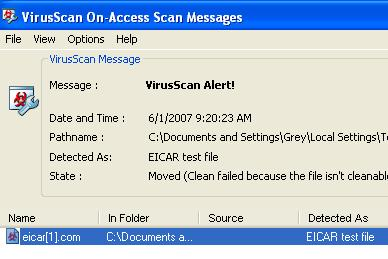 VirusScan On-Access Scan Messages
File View Options Help
VirusScan Message
Message : VirusScan Alert!
Date and Time : 6/1/2007 9:20:23 AM
Pathname : C:\Documents and Settings\Grey\Local Settings\Te
Detected As: EICAR test file
State : Moved (Clean failed because the file isn't cleanable
Name In Folder Source Detected As
eicar[1].com C:\Documents a... EICAR test file